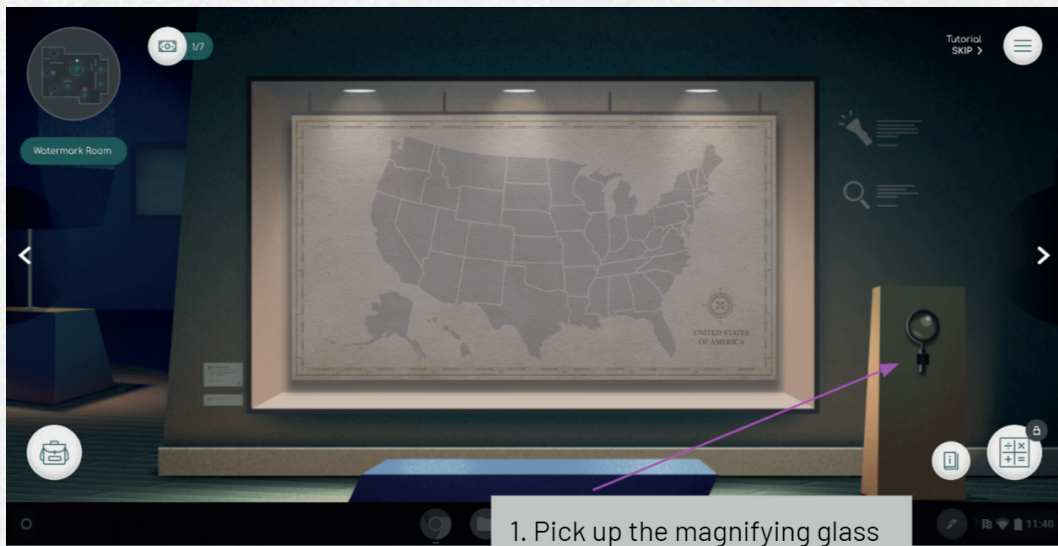 1/7
Tutorial
SKIP >
Watermark Room
UNITED STATES
OF AMERICA
1. Pick up the magnifying glass
11:40